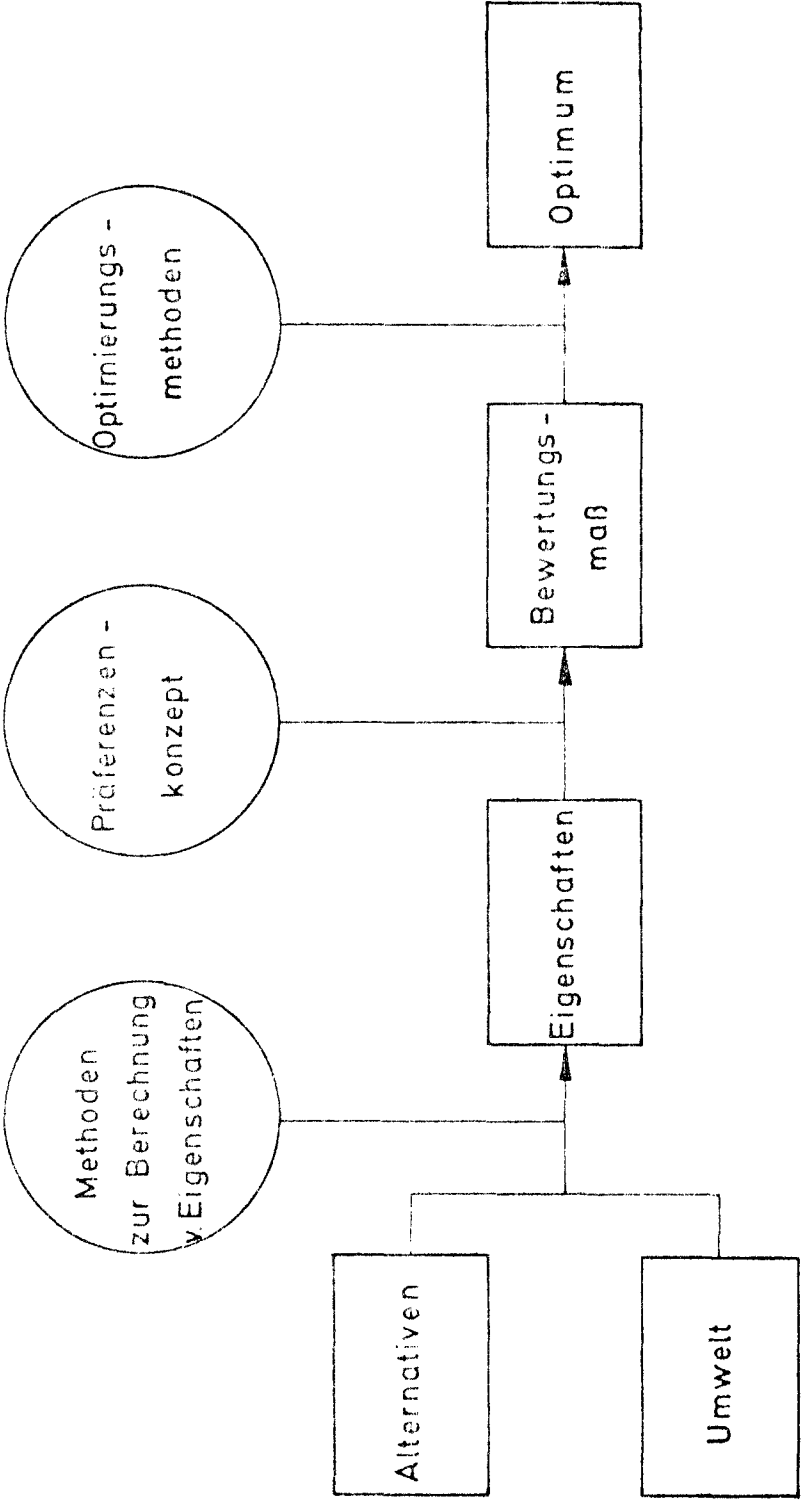 Methoden
zur Berechnung
v. Eigenschaften
Präferenzen -
konzept
Optimierungs -
methoden
Alternativen
Umwelt
Eigenschaften
Bewertungs -
maß
Optimum